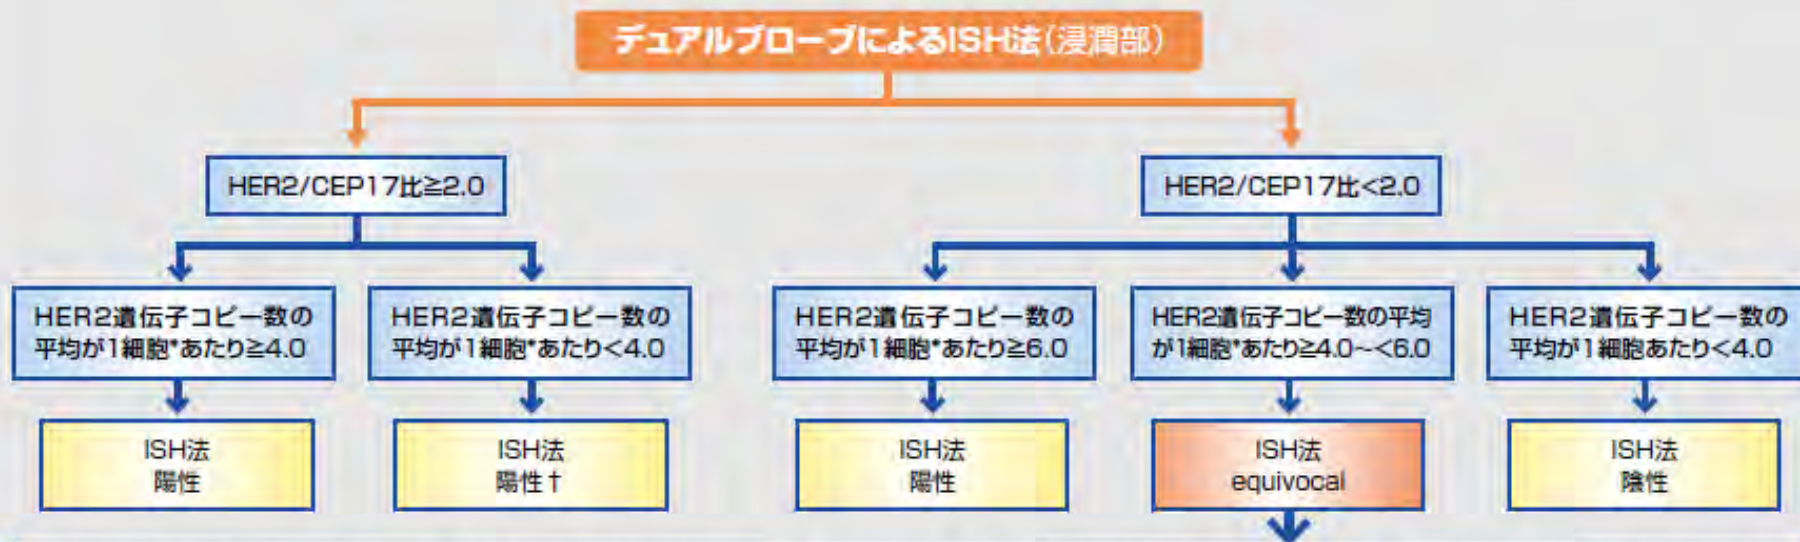 デュアルプローブによるISH法(浸潤部)
HER2/CEP17比≧2.0
HER2/CEP17比<2.0
HER2遺伝子コピー数の
平均が1細胞*あたり≧4.0
HER2遺伝子コピー数の
平均が1細胞*あたり<4.0
HER2遺伝子コピー数の
平均が1細胞*あたり≧6.0
HER2遺伝子コピー数の平均
が1細胞*あたり≧4.0~<6.0
HER2遺伝子コピー数の
平均が1細胞あたり<4.0
ISH法
陽性
ISH法
陽性†
ISH法
陽性
ISH法
equivocal
ISH法
陰性